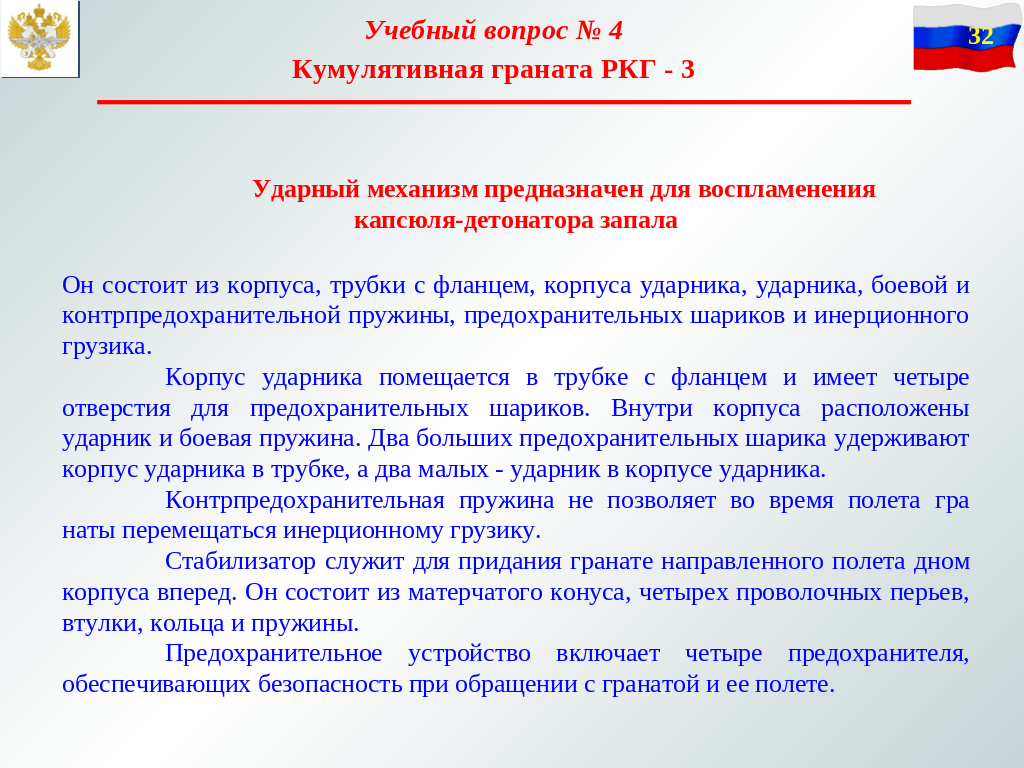 Учебный вопрос № 4
32
Кумулятивная граната РКГ - 3
Ударный механизм предназначен для воспламенения
капсюля-детонатора запала
Он состоит из корпуса, трубки с фланцем, корпуса ударника, ударника, боевой и
контрпредохранительной пружины, предохранительных шариков и инерционного
грузика.
Корпус ударника помещается в трубке с фланцем и имеет четыре
отверстия для предохранительных шариков. Внутри корпуса расположены
ударник и боевая пружина. Два больших предохранительных шарика удерживают
корпус ударника в трубке, а два малых - ударник в корпусе ударника.
Контрпредохранительная пружина не позволяет во время полета гра
наты перемещаться инерционному грузику.
Стабилизатор служит для придания гранате направленного полета дном
корпуса вперед. Он состоит из матерчатого конуса, четырех проволочных перьев,
втулки, кольца и пружины.
Предохранительное устройство включает четыре предохранителя,
обеспечивающих безопасность при обращении с гранатой и ее полете.